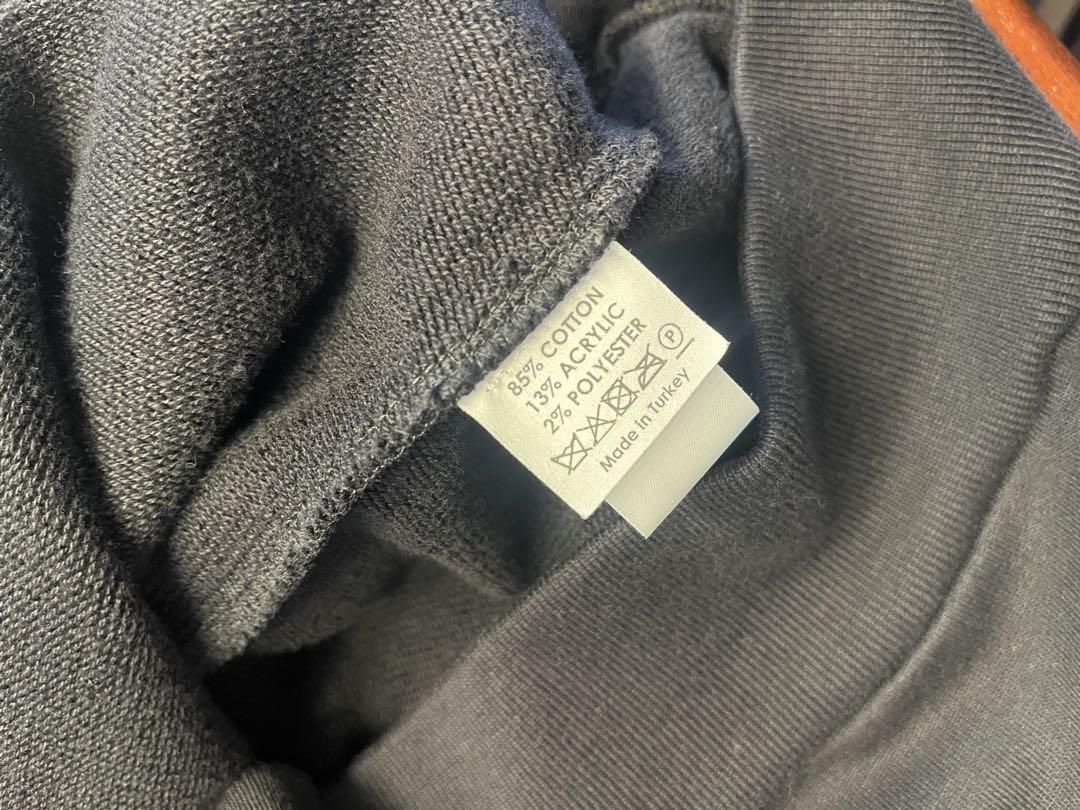 85% COTTON
13% ACRYLIC
2% POLYESTER
P
Made in Turkey